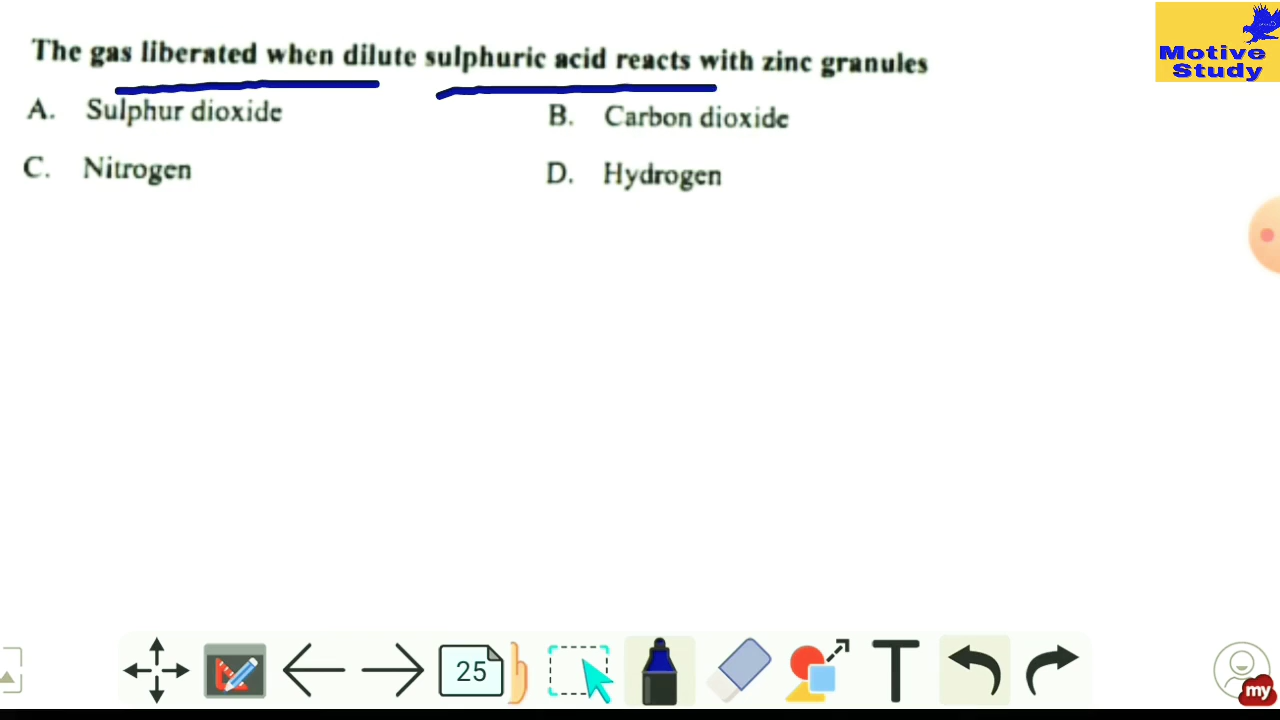 The gas liberated when dilute sulphuric acid reacts with zinc granules
A. Sulphur dioxide
B. Carbon dioxide
C. Nitrogen
D. Hydrogen
Motive
Study
25
T
my